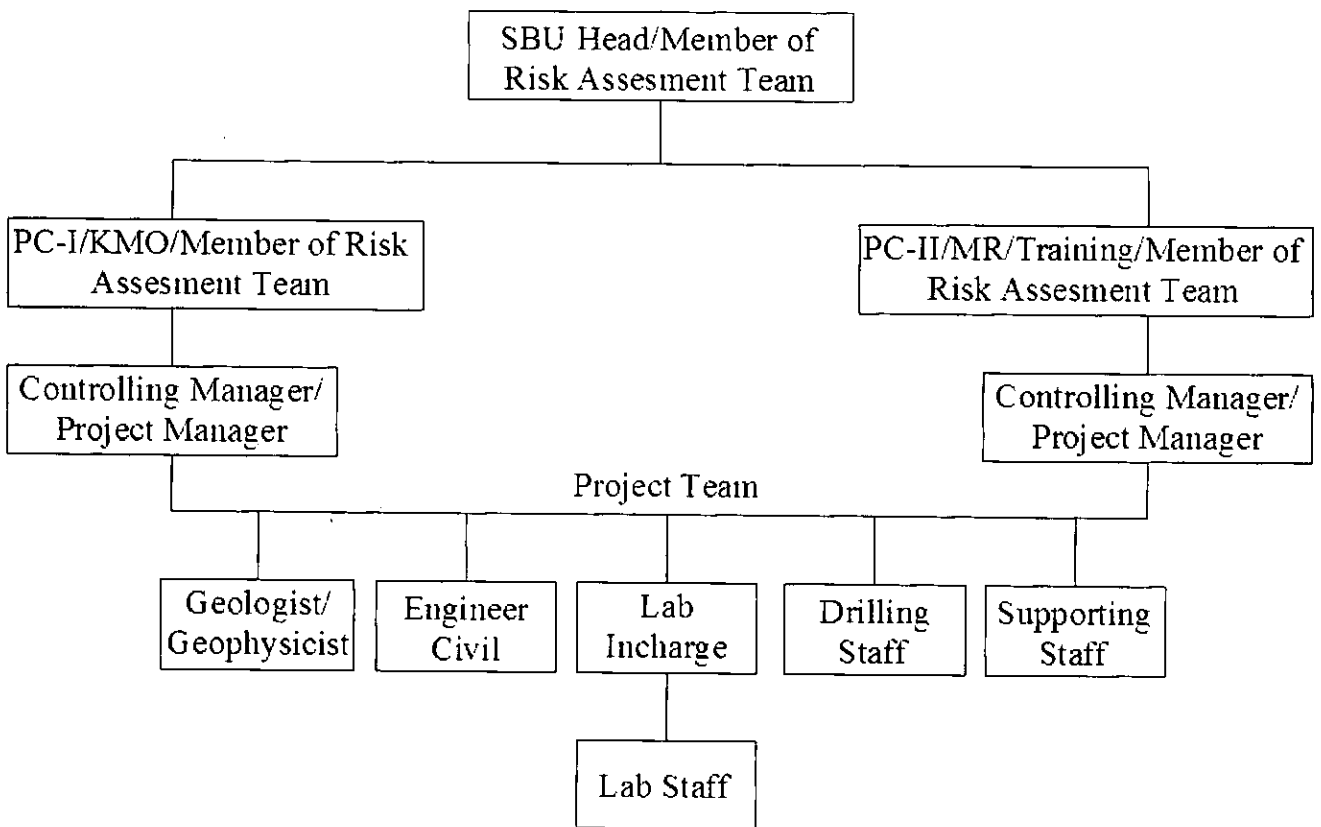 SBU Head/Member of
Risk Assesment Team
PC-I/KMO/Member of Risk
Assesment Team
PC-II/MR/Training/Member of
Risk Assesment Team
Controlling Manager/
Project Manager
Controlling Manager/
Project Manager
Project Team
Geologist/
Geophysicist
Engineer
Civil
Lab
Incharge
Drilling
Staff
Supporting
Staff
Lab Staff